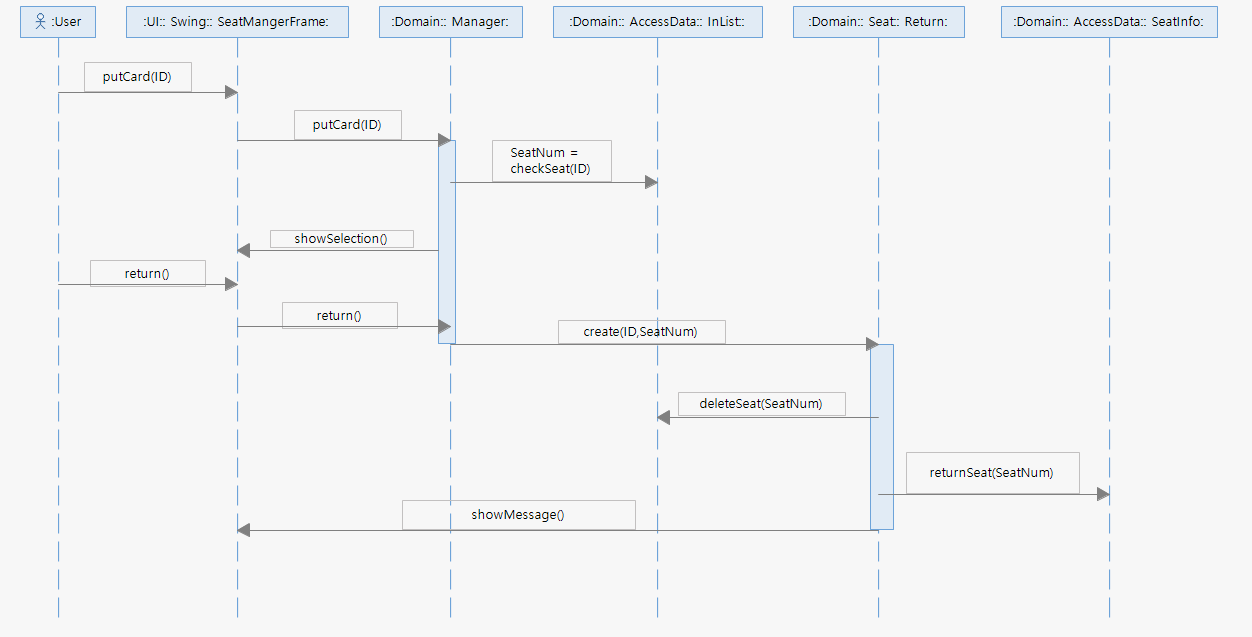 :User
:UI:: Swing:: SeatMangerFrame:
:Domain:: Manager:
:Domain:: AccessData:: InList:
:Domain:: Seat:: Return:
:Domain:: AccessData:: SeatInfo:
putCard(ID)
putCard(ID)
SeatNum =
checkSeat(ID)
showSelection()
return()
return()
create(ID,SeatNum)
deleteSeat(SeatNum)
returnSeat(SeatNum)
showMessage()